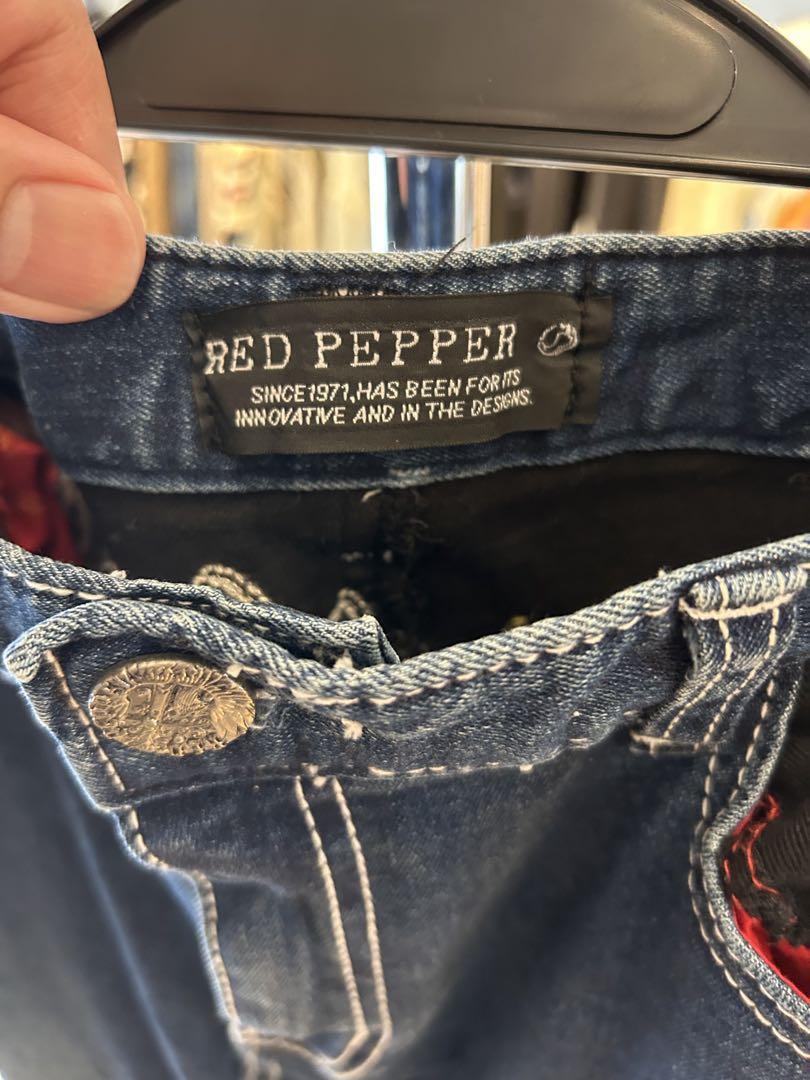 RED PEPPER
SINCE1971,HAS BEEN FOR ITS
INNOVATIVE AND IN THE DESIGNS.